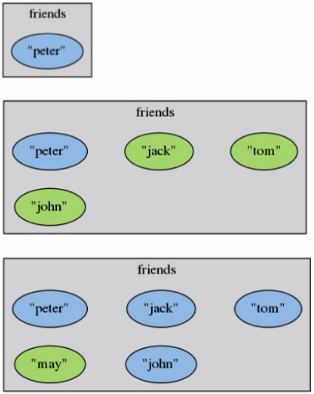 friends
"peter"
friends
"peter" "jack" "tom"
"john"
friends
"peter" "jack" "tom"
"may" "john"